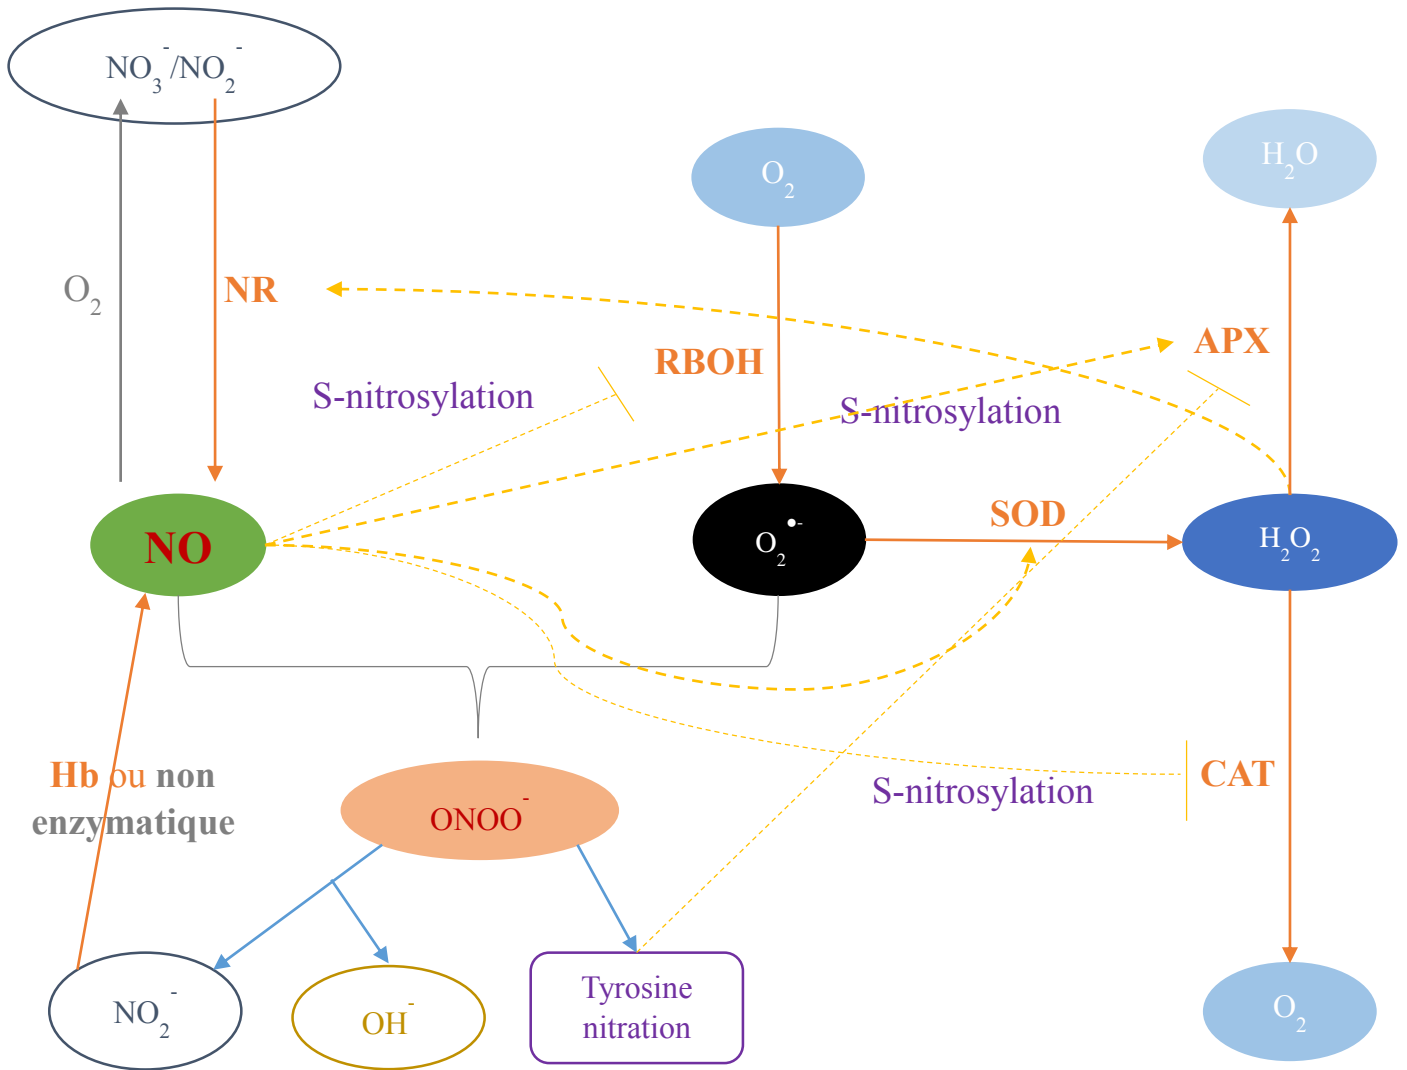 NO₃⁻/NO₂⁻
O₂
H₂O
O₂
NR
RBOH
APX
S-nitrosylation
S-nitrosylation
NO
O₂•-
SOD
H₂O₂
Hb ou non
enzymatique
ONOO⁻
S-nitrosylation
CAT
NO₂⁻
OH⁻
Tyrosine
nitration
O₂